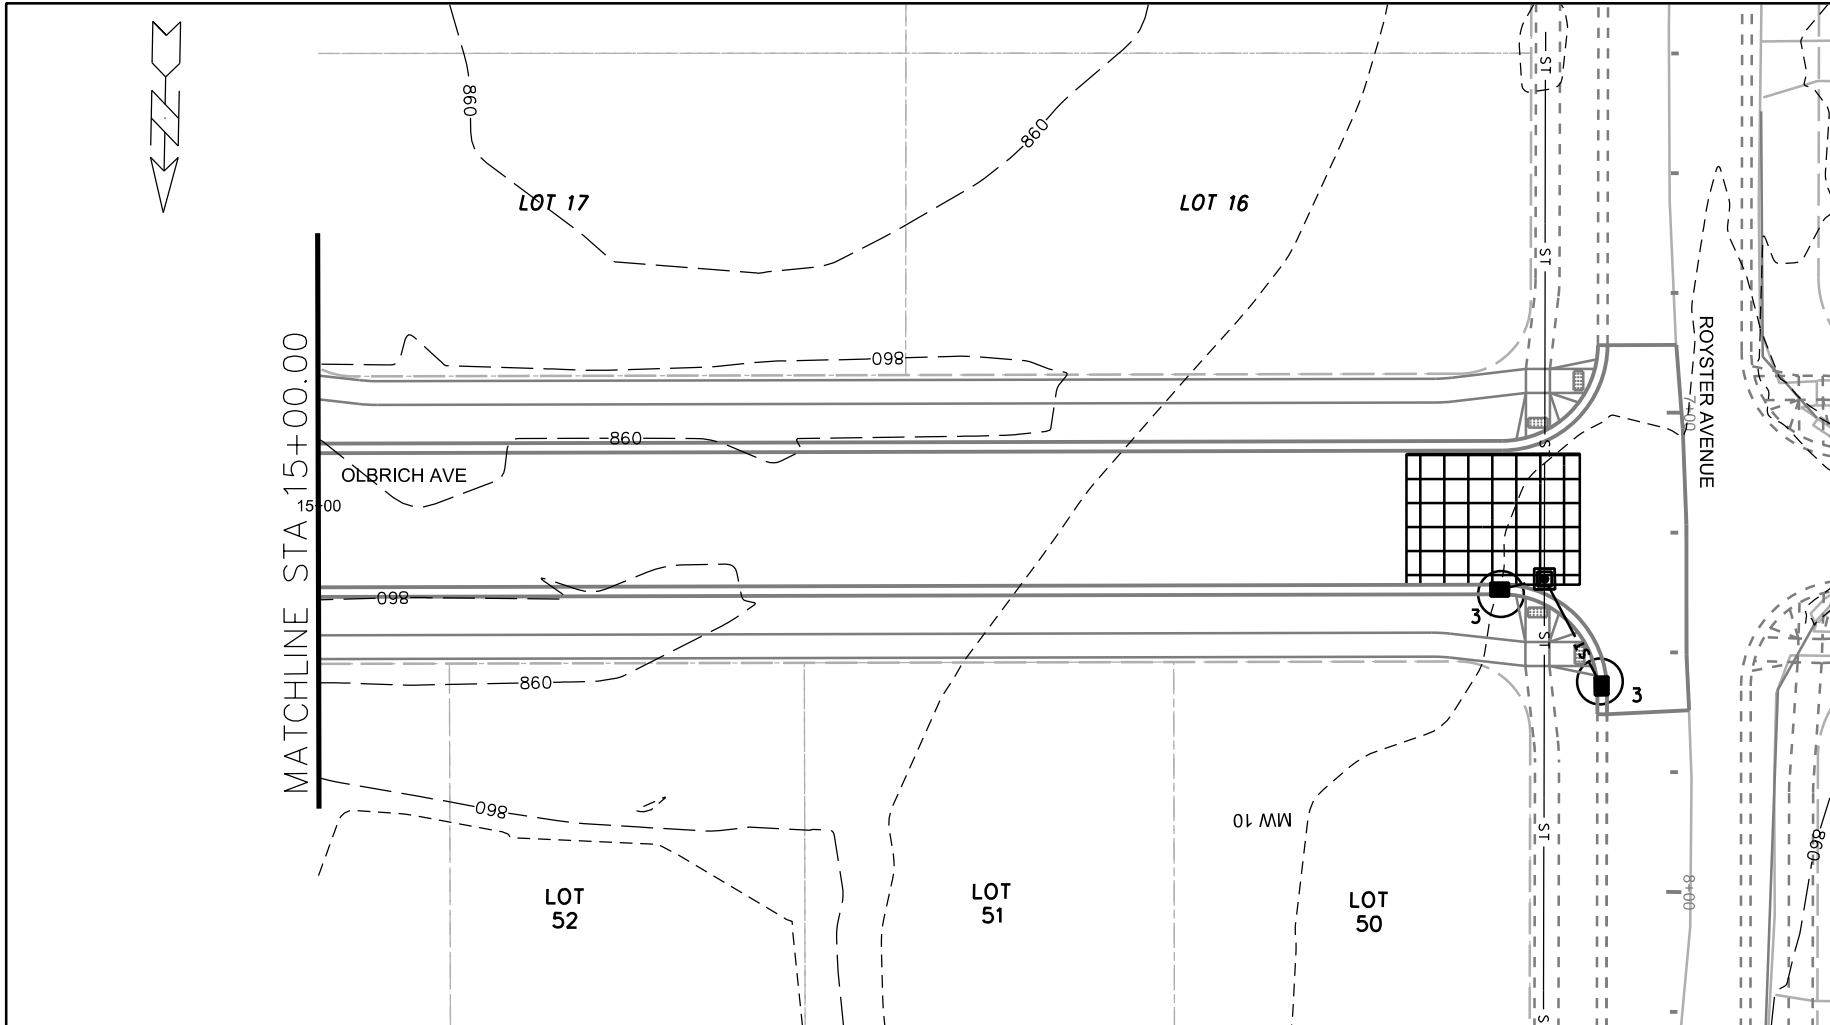 N
ST
860
860
LOT 17
LOT 16
ST
MATCHLINE STA 15+00.00
ROYSTER AVENUE
860
7+00
860
OLBRICH AVE
15+00
860
3
ST
860
3
860
MW 10
ST
860
LOT
52
LOT
51
LOT
50
8+00
S